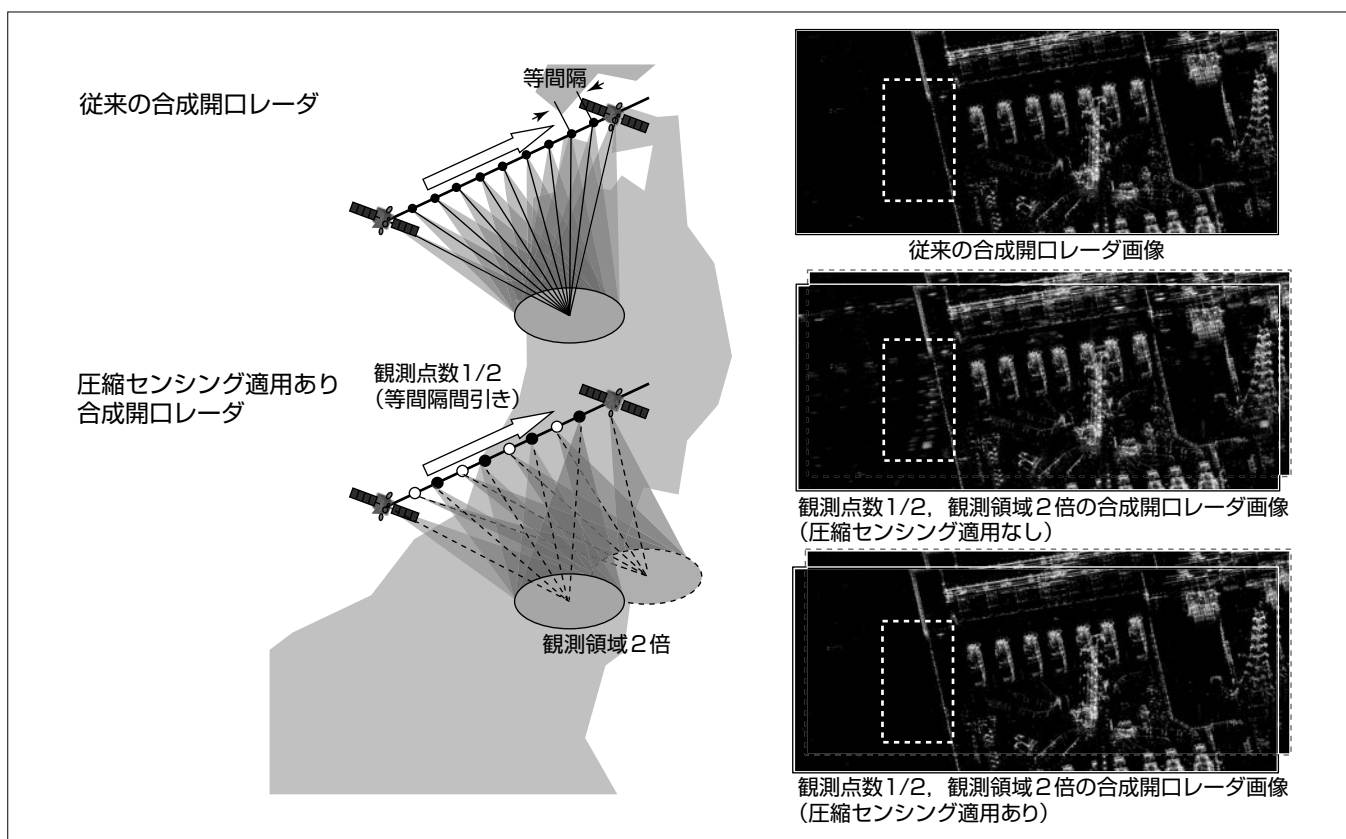 従来の合成開口レーダ
等間隔
従来の合成開口レーダ画像
圧縮センシング適用あり
合成開口レーダ
観測点数1/2
（等間隔間引き）
観測領域２倍
観測点数1/2，観測領域２倍の合成開口レーダ画像
（圧縮センシング適用なし）
観測点数1/2，観測領域２倍の合成開口レーダ画像
（圧縮センシング適用あり）